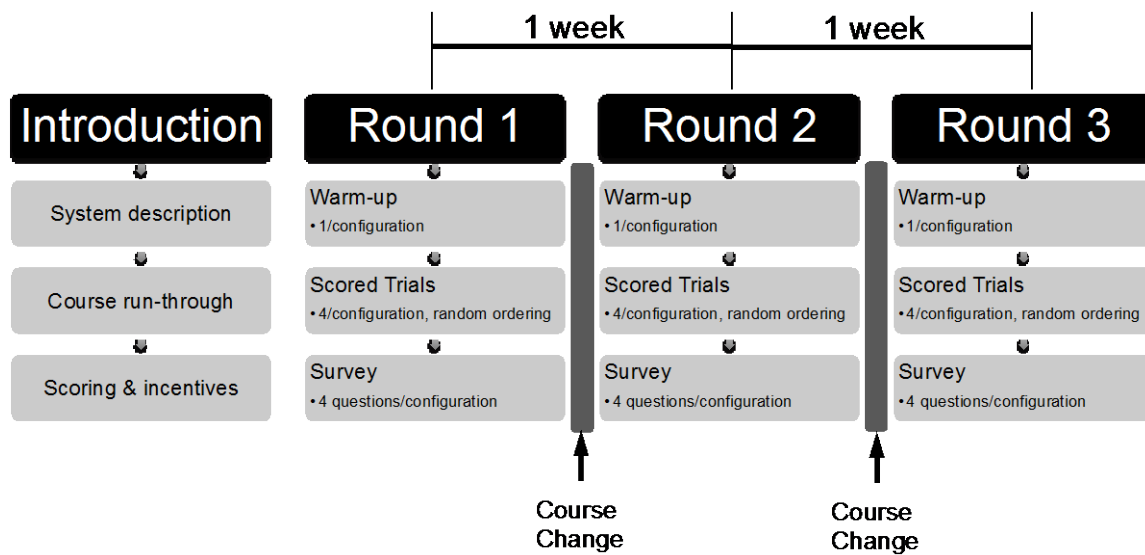 1 week
1 week
Introduction
System description
Course run-through
Scoring & incentives
Round 1
Warm-up
• 1/configuration
Scored Trials
• 4/configuration, random ordering
Survey
• 4 questions/configuration
Course
Change
Round 2
Warm-up
• 1/configuration
Scored Trials
• 4/configuration, random ordering
Survey
• 4 questions/configuration
Course
Change
Round 3
Warm-up
• 1/configuration
Scored Trials
• 4/configuration, random ordering
Survey
• 4 questions/configuration